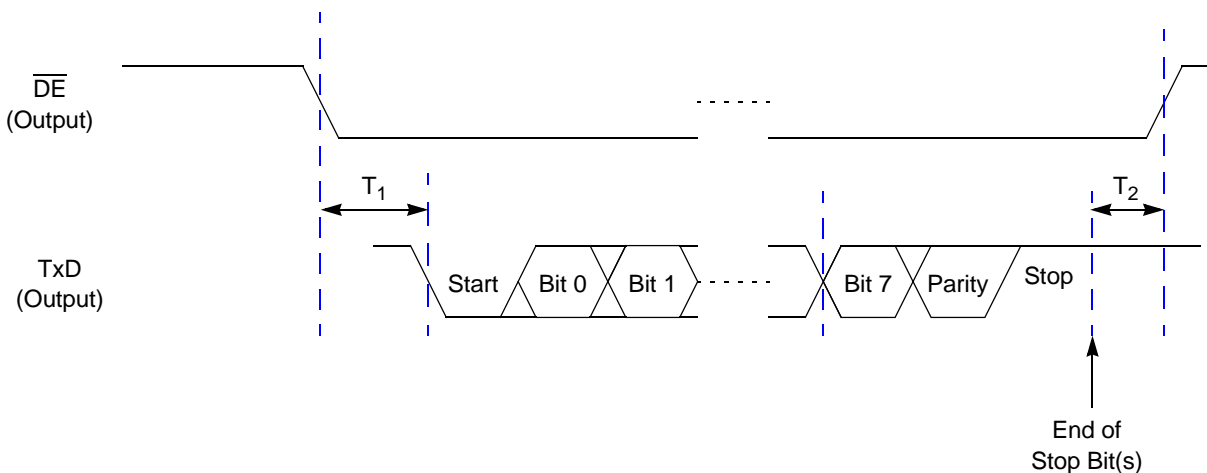 DE
(Output)
T1
T2
TxD
(Output)
Start
Bit 0
Bit 1
Bit 7
Parity
Stop
End of
Stop Bit(s)